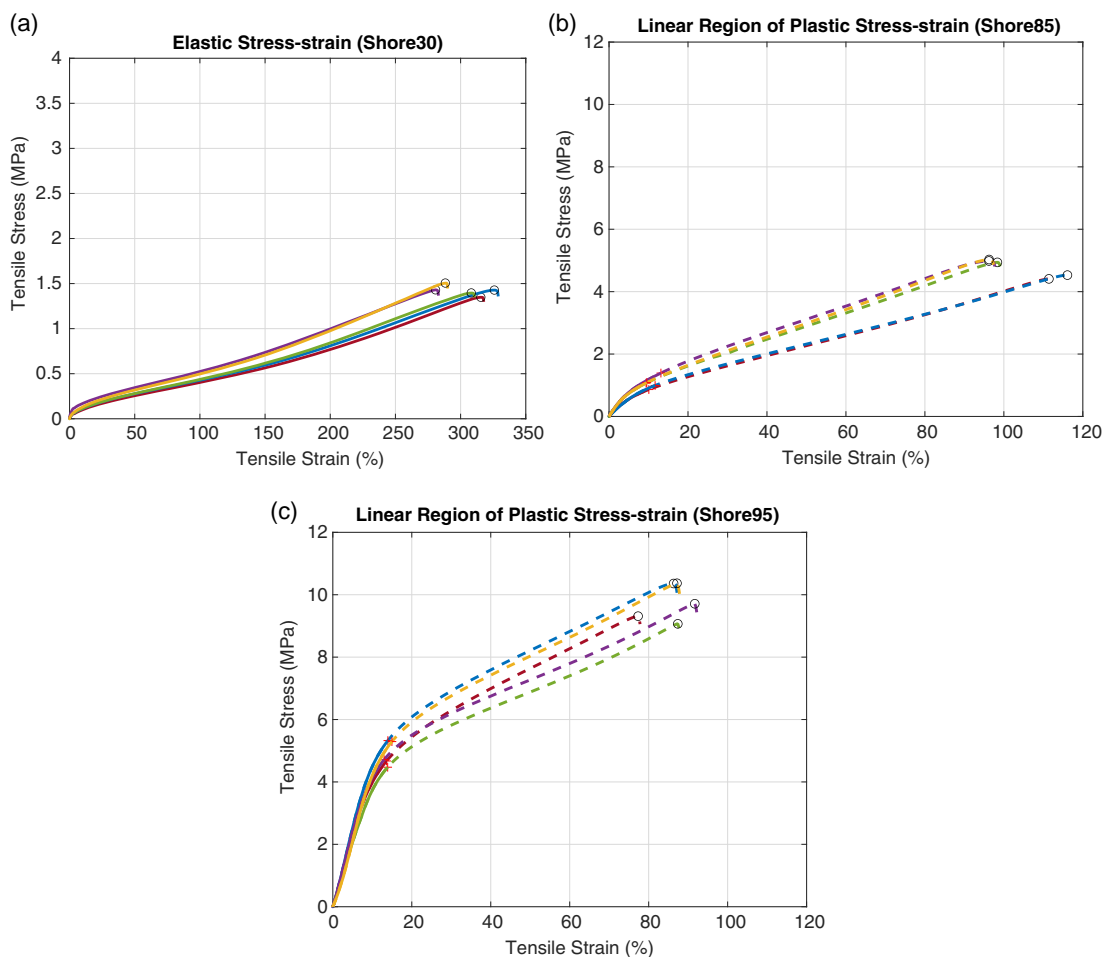 (a)
Elastic Stress-strain (Shore30)
4
3.5
3
2.5
2
1.5
1
0.5
0
Tensile Stress (MPa)
0 50 100 150 200 250 300 350
Tensile Strain (%)
(b)
Linear Region of Plastic Stress-strain (Shore85)
12
10
8
6
4
2
0
Tensile Stress (MPa)
0 20 40 60 80 100 120
Tensile Strain (%)
(c)
Linear Region of Plastic Stress-strain (Shore95)
12
10
8
6
4
2
0
Tensile Stress (MPa)
0 20 40 60 80 100 120
Tensile Strain (%)